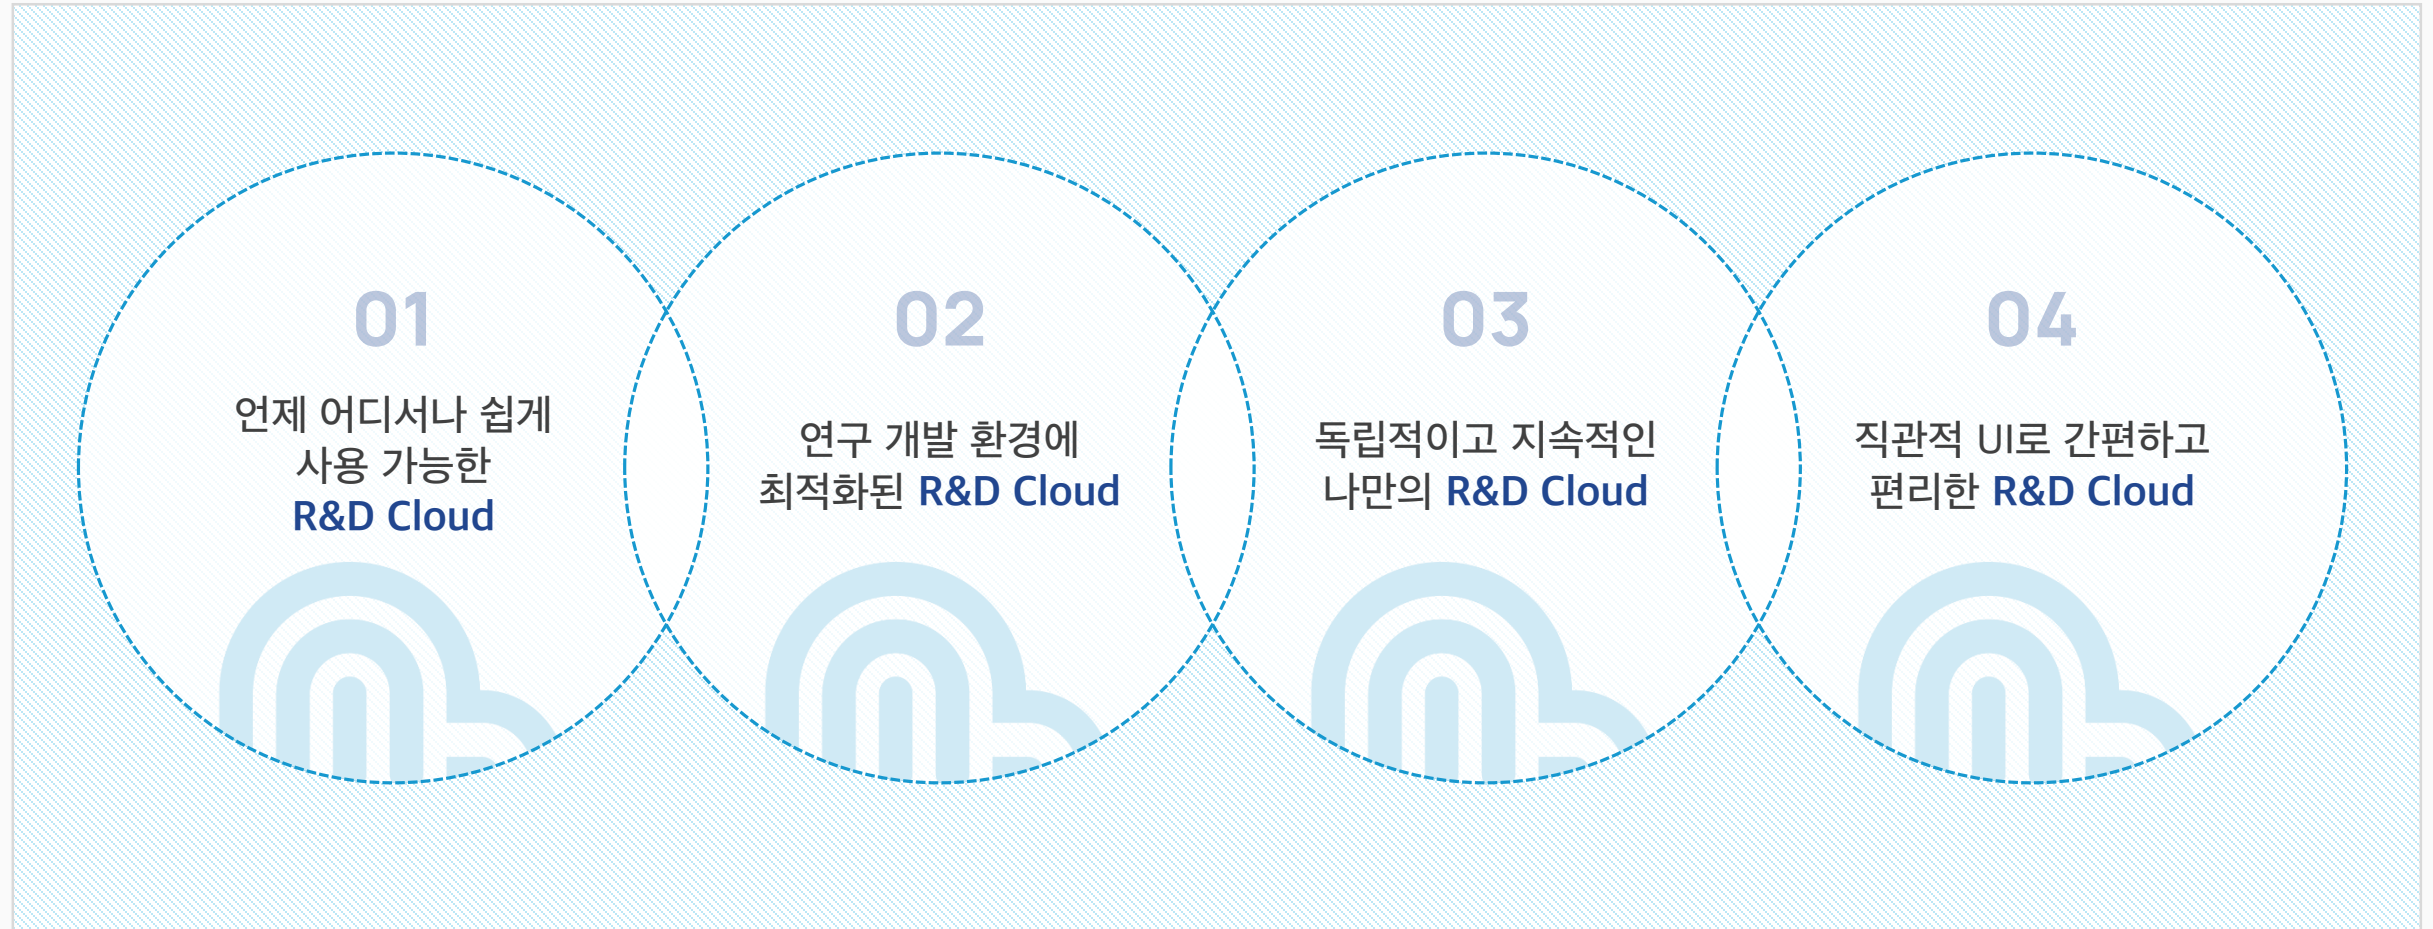 01
언제 어디서나 쉽게
사용 가능한
R&D Cloud
02
연구 개발 환경에
최적화된 R&D Cloud
03
독립적이고 지속적인
나만의 R&D Cloud
04
직관적 UI로 간편하고
편리한 R&D Cloud